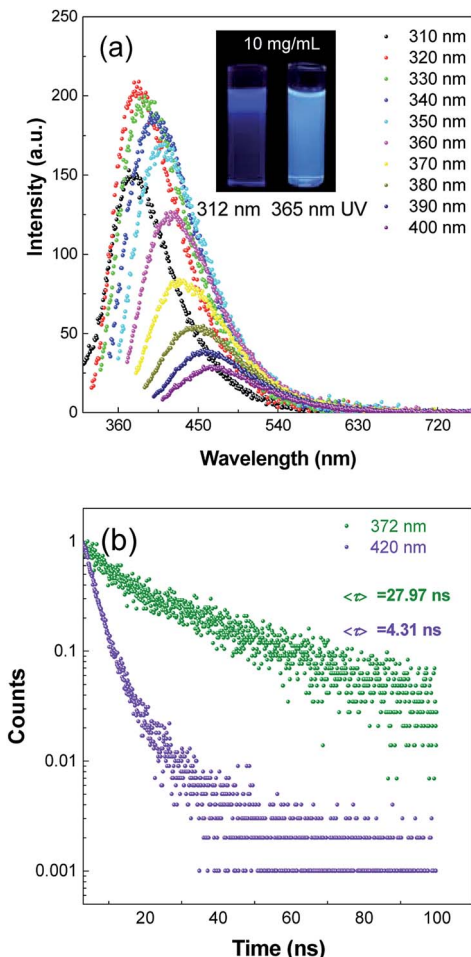 (a)
10 mg/mL
312 nm 365 nm UV
310 nm
320 nm
330 nm
340 nm
350 nm
360 nm
370 nm
380 nm
390 nm
400 nm
Intensity (a.u.)
250
200
150
100
50
0
360 450 540 630 720
Wavelength (nm)
(b)
372 nm
420 nm
<τ> =27.97 ns
<τ> =4.31 ns
Counts
1
0.1
0.01
0.001
20 40 60 80 100
Time (ns)